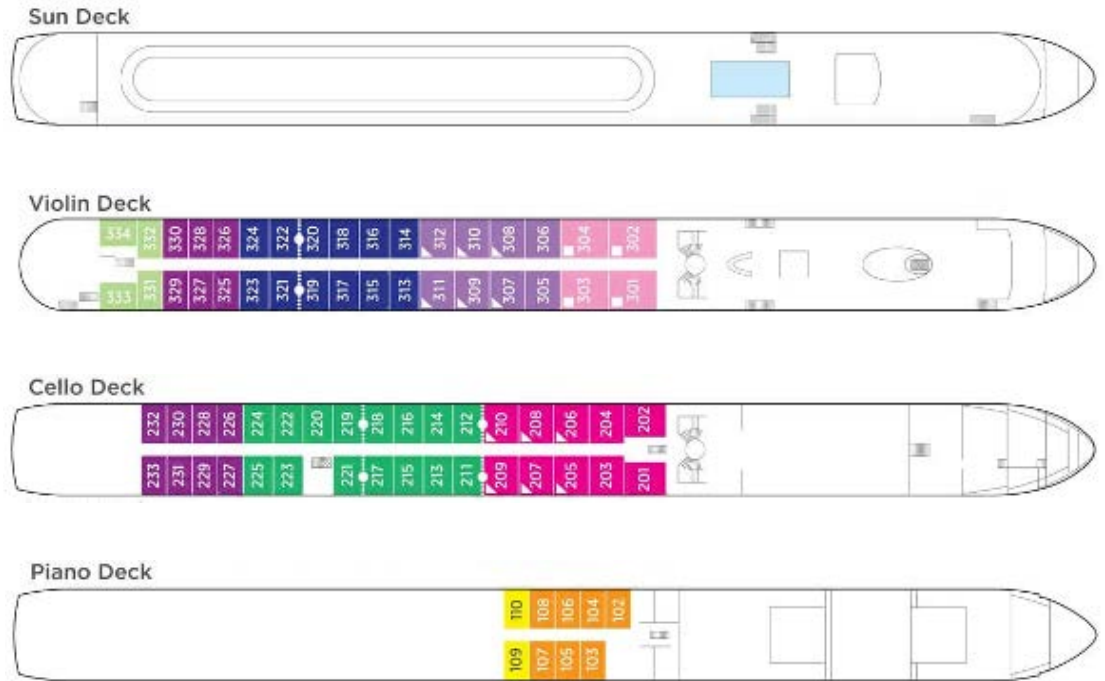 Sun Deck
Violin Deck
334 332 330 328 326 324 322 320 318 316 314 312 310 308 306 304 302
333 331 329 327 325 323 321 319 317 315 313 311 309 307 305 303 301
Cello Deck
232 230 228 226 224 222 220 219 218 216 214 212 210 208 206 204 202
233 231 229 227 225 223 221 217 215 213 211 209 207 205 203 201
Piano Deck
110 108 106 104 102
109 107 105 103